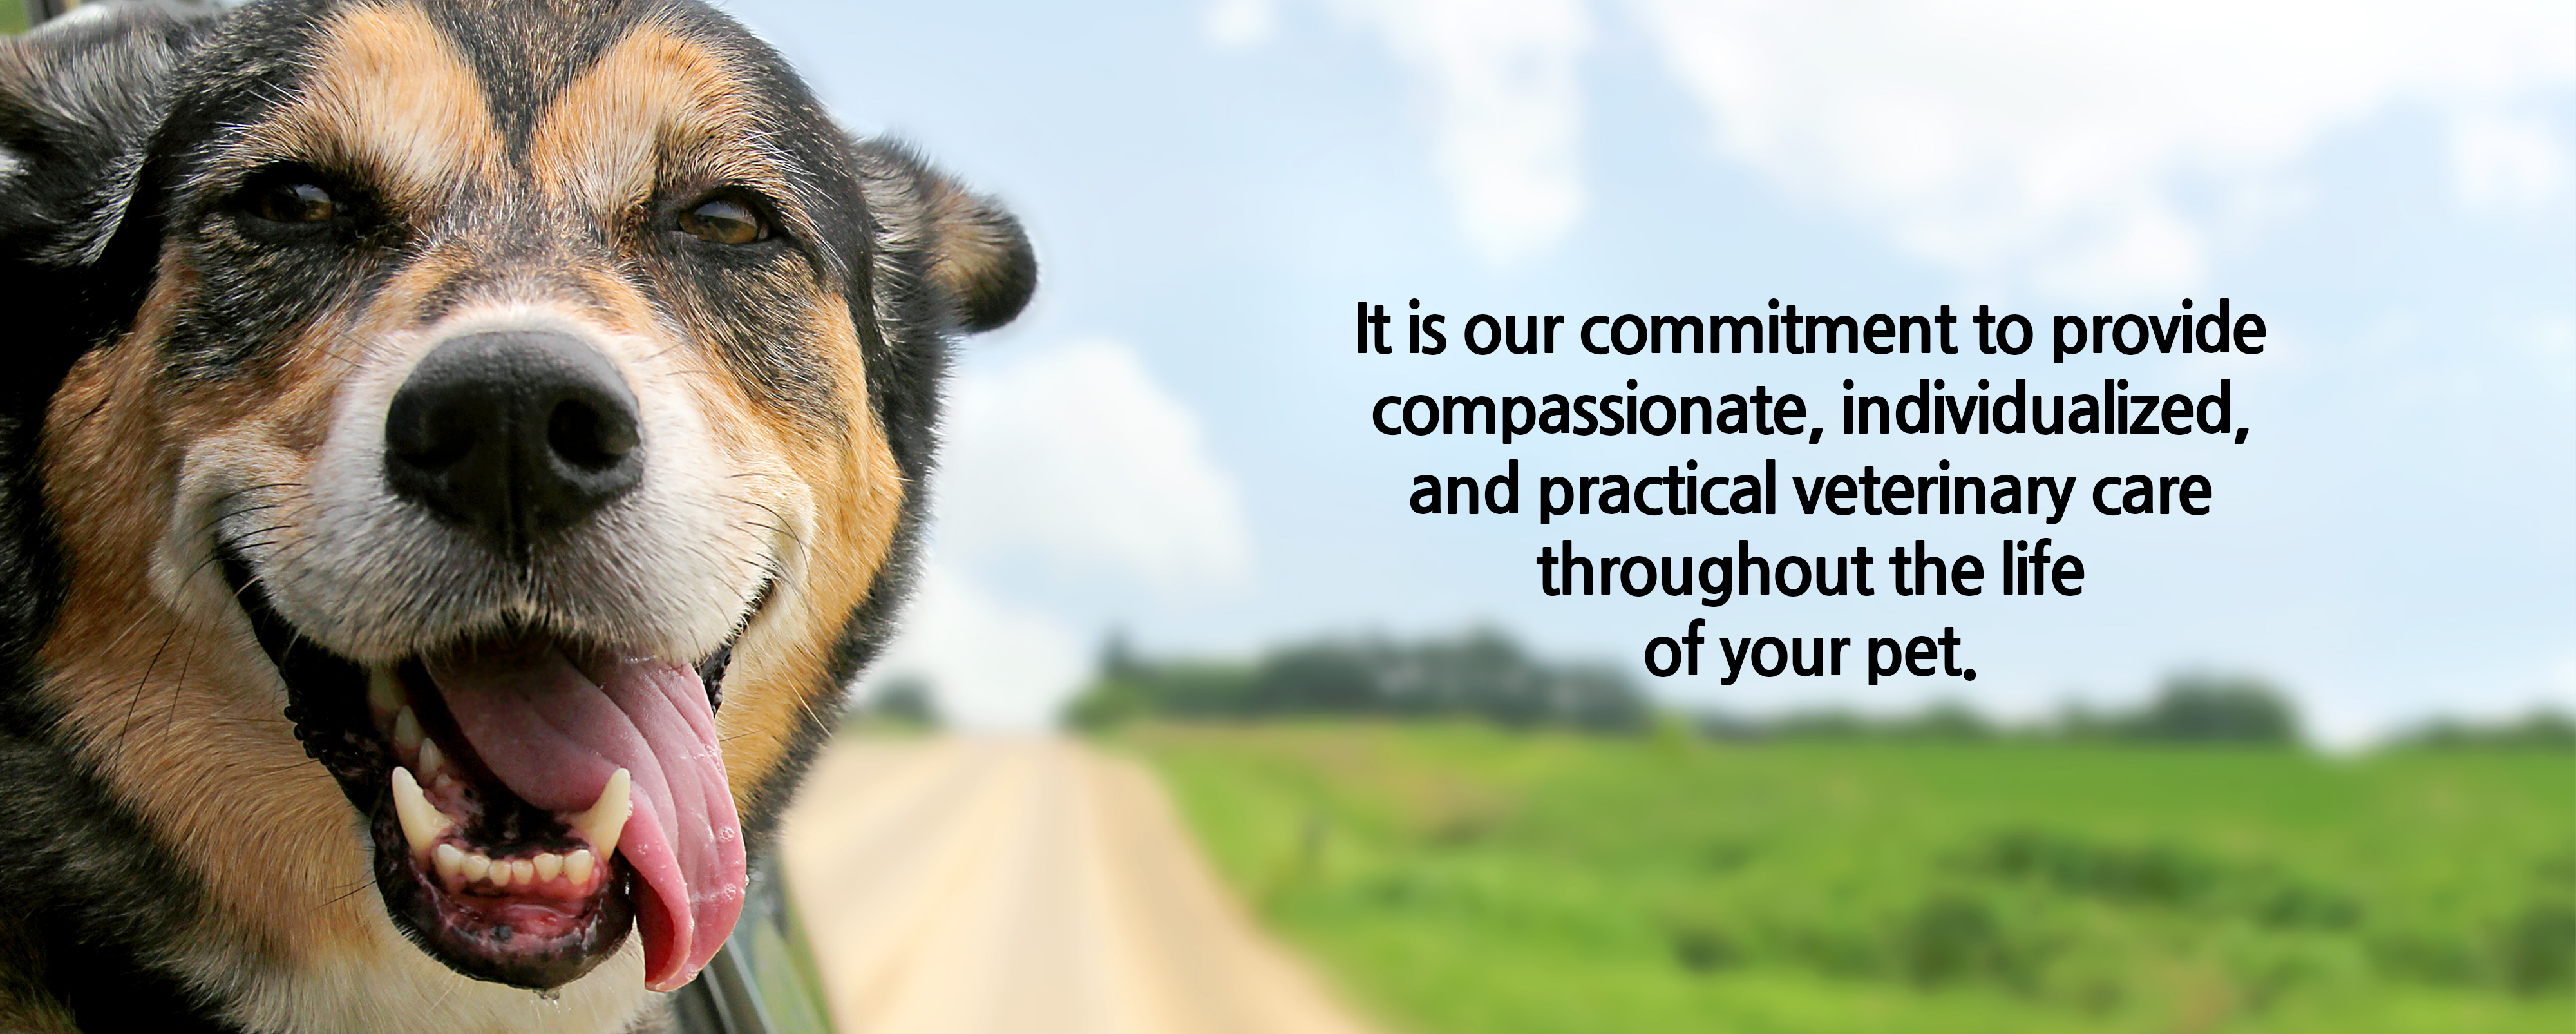 It is our commitment to provide
compassionate, individualized,
and practical veterinary care
throughout the life
of your pet.